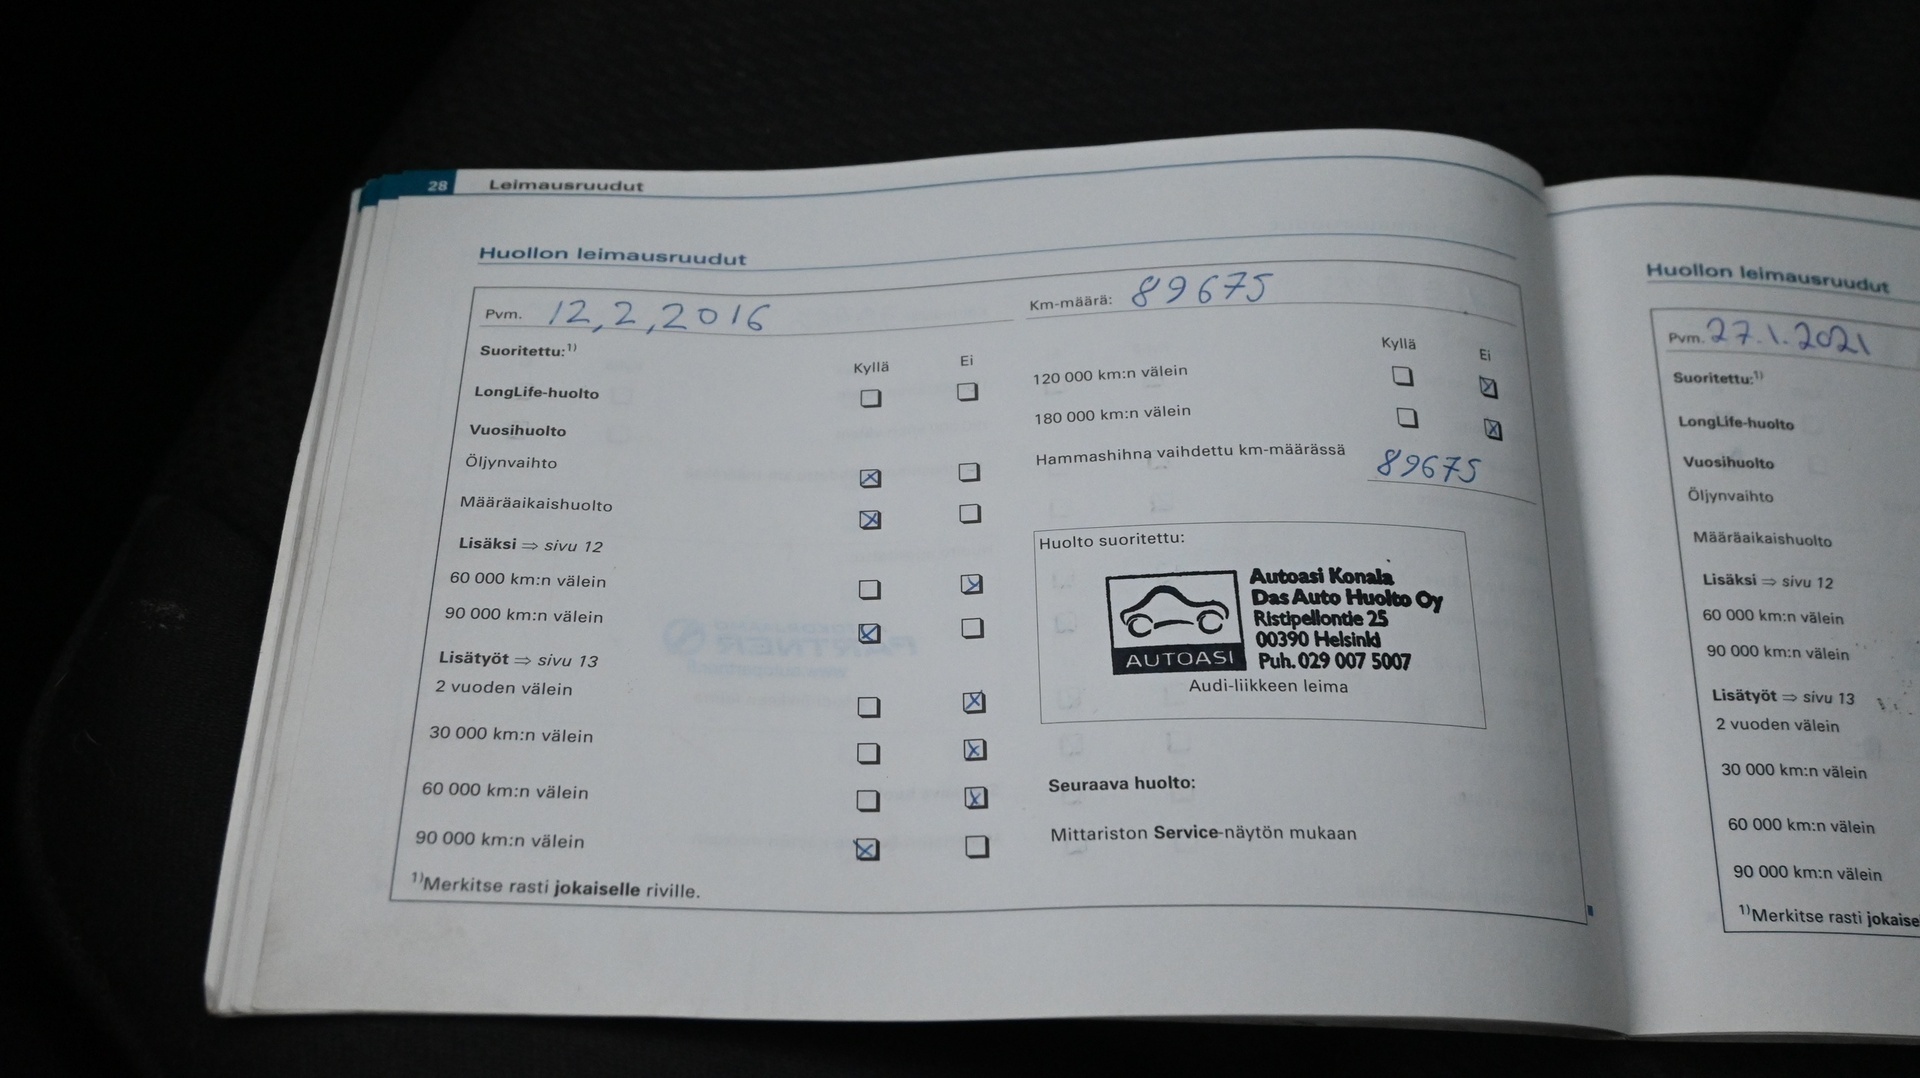 28 Leimausruudut
Huollon leimausruudut
Pvm. 12,2,2016
Km-määrä: 89675
Suoritettu:1)
Kyllä Ei
LongLife-huolto
Vuosihuolto
Öljynvaihto
Määräaikaishuolto
Lisäksi ⇒ sivu 12
60 000 km:n välein
90 000 km:n välein
Lisätyöt ⇒ sivu 13
2 vuoden välein
30 000 km:n välein
60 000 km:n välein
90 000 km:n välein
1)Merkitse rasti jokaiselle riville.
Kyllä Ei
120 000 km:n välein
180 000 km:n välein
Hammashihna vaihdettu km-määrässä 89675
Huolto suoritettu:
AUTOASI
Autoasi Konala
Das Auto Huolto Oy
Ristipellontie 25
00390 Helsinki
Puh. 029 007 5007
Audi-liikkeen leima
Seuraava huolto:
Mittariston Service-näytön mukaan
Huollon leimausruudut
Pvm. 27.1.2021
Suoritettu:1)
LongLife-huolto
Vuosihuolto
Öljynvaihto
Määräaikaishuolto
Lisäksi ⇒ sivu 12
60 000 km:n välein
90 000 km:n välein
Lisätyöt ⇒ sivu 13
2 vuoden välein
30 000 km:n välein
60 000 km:n välein
90 000 km:n välein
1)Merkitse rasti jokaise